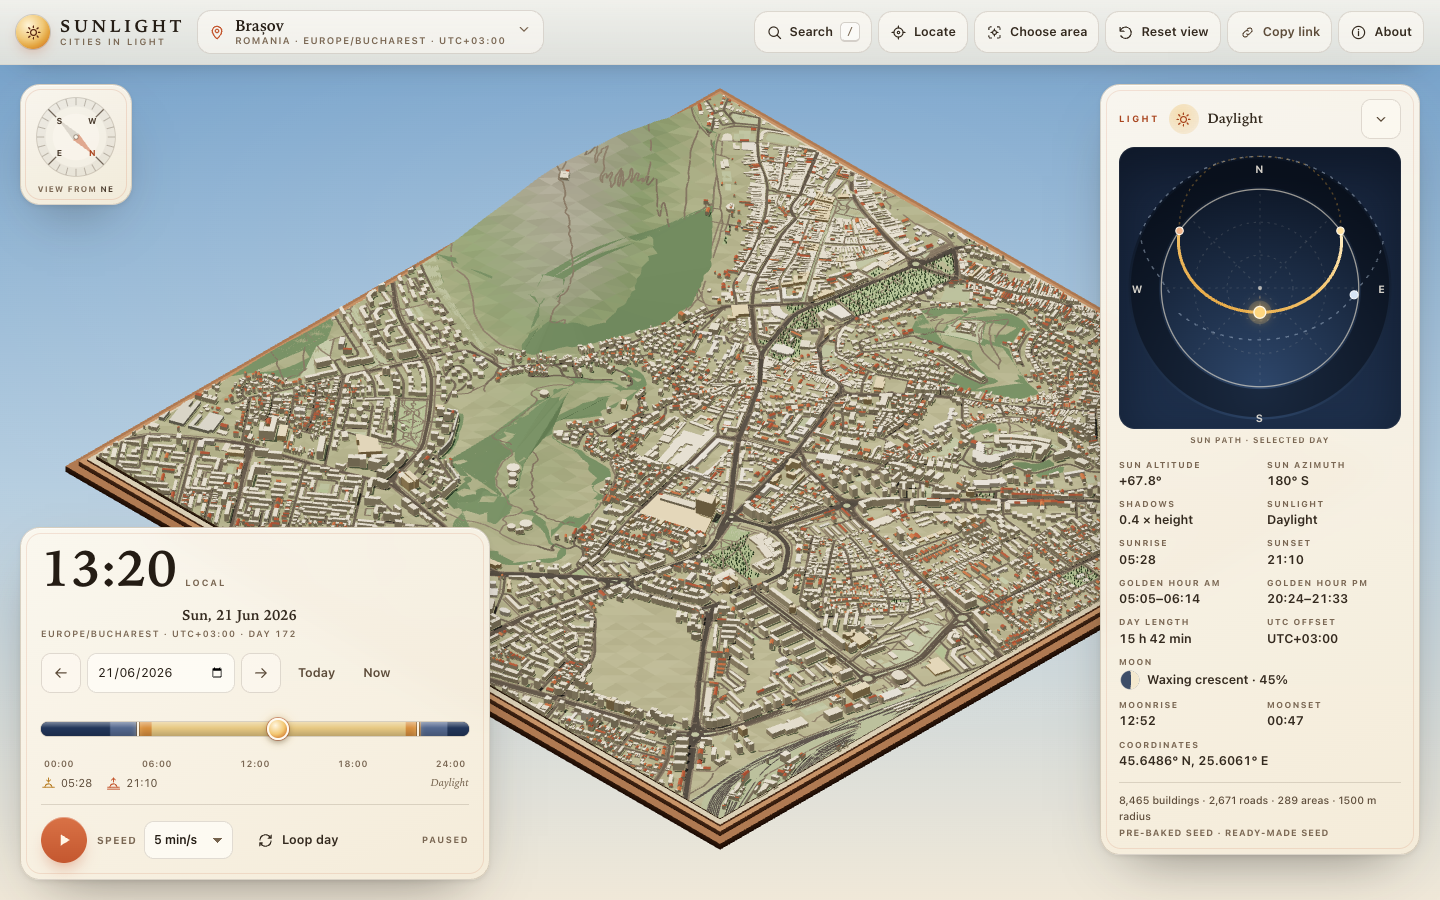 SUNLIGHT
CITIES IN LIGHT
Brașov
ROMANIA · EUROPE/BUCHAREST · UTC+03:00
Search /
Locate
Choose area
Reset view
Copy link
About
S W
E N
VIEW FROM NE
LIGHT Daylight
N
W E
S
SUN PATH · SELECTED DAY
SUN ALTITUDE SUN AZIMUTH
+67.8° 180° S
SHADOWS SUNLIGHT
0.4 × height Daylight
SUNRISE SUNSET
05:28 21:10
GOLDEN HOUR AM GOLDEN HOUR PM
05:05–06:14 20:24–21:33
DAY LENGTH UTC OFFSET
15 h 42 min UTC+03:00
MOON
Waxing crescent · 45%
MOONRISE MOONSET
12:52 00:47
COORDINATES
45.6486° N, 25.6061° E
8,465 buildings · 2,671 roads · 289 areas · 1500 m
radius
PRE-BAKED SEED · READY-MADE SEED
13:20 LOCAL
Sun, 21 Jun 2026
EUROPE/BUCHAREST · UTC+03:00 · DAY 172
21/06/2026 Today Now
00:00 06:00 12:00 18:00 24:00
05:28 21:10 Daylight
SPEED 5 min/s Loop day PAUSED